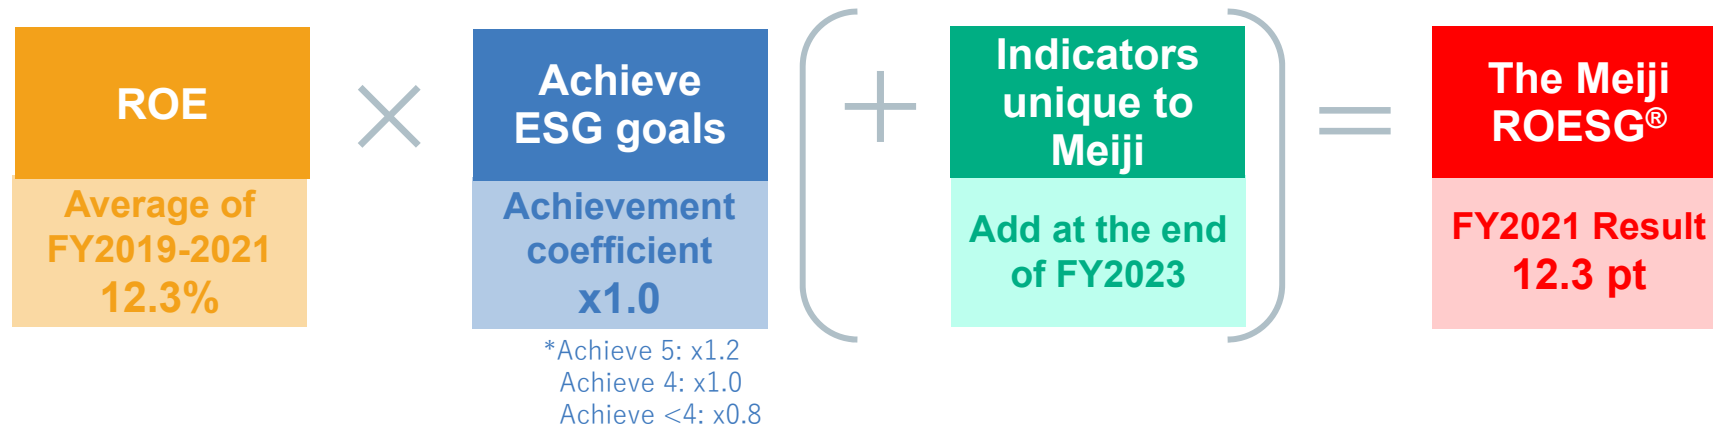 ROE
Average of
FY2019-2021
12.3%
×
Achieve
ESG goals
Achievement
coefficient
x1.0
*Achieve 5: x1.2
Achieve 4: x1.0
Achieve <4: x0.8
(+
Indicators
unique to
Meiji
Add at the end
of FY2023
)
=
The Meiji
ROESG®
FY2021 Result
12.3 pt